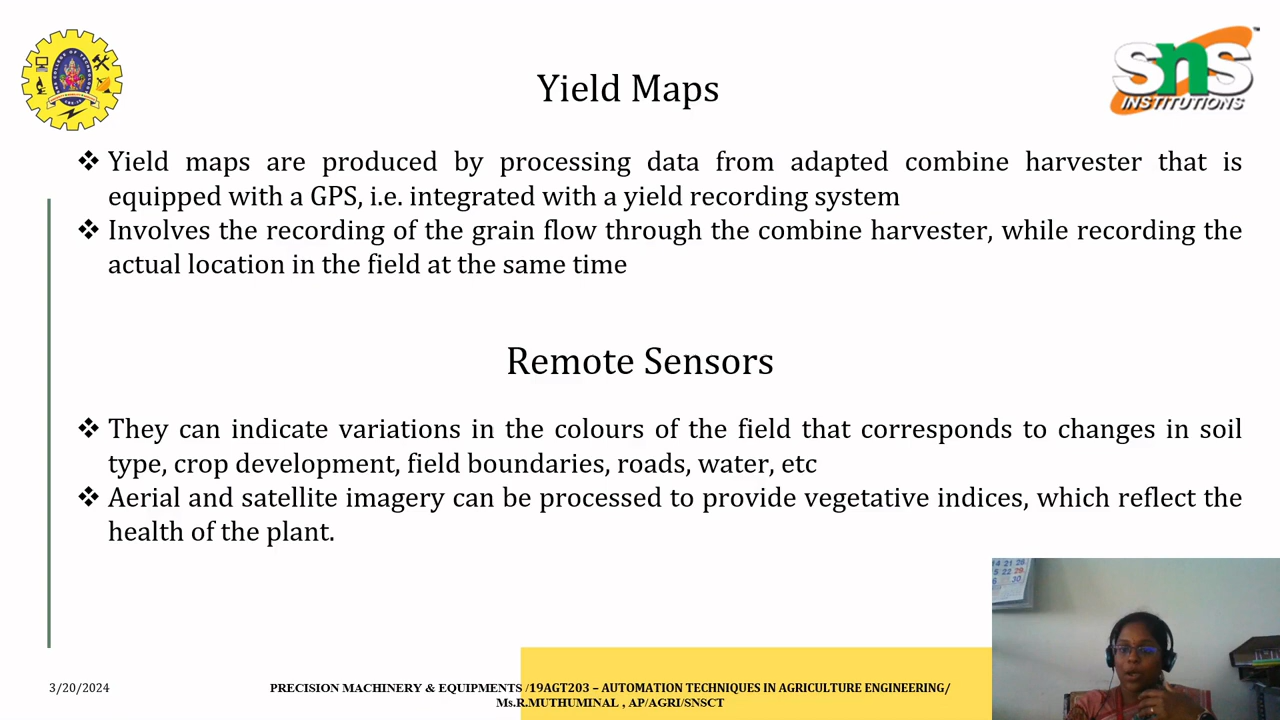 Yield Maps
SNS
INSTITUTIONS
❖ Yield maps are produced by processing data from adapted combine harvester that is
equipped with a GPS, i.e. integrated with a yield recording system
❖ Involves the recording of the grain flow through the combine harvester, while recording the
actual location in the field at the same time
Remote Sensors
❖ They can indicate variations in the colours of the field that corresponds to changes in soil
type, crop development, field boundaries, roads, water, etc
❖ Aerial and satellite imagery can be processed to provide vegetative indices, which reflect the
health of the plant.
3/20/2024
PRECISION MACHINERY & EQUIPMENTS /19AGT203 – AUTOMATION TECHNIQUES IN AGRICULTURE ENGINEERING/
Ms.R.MUTHUMINAL , AP/AGRI/SNSCT